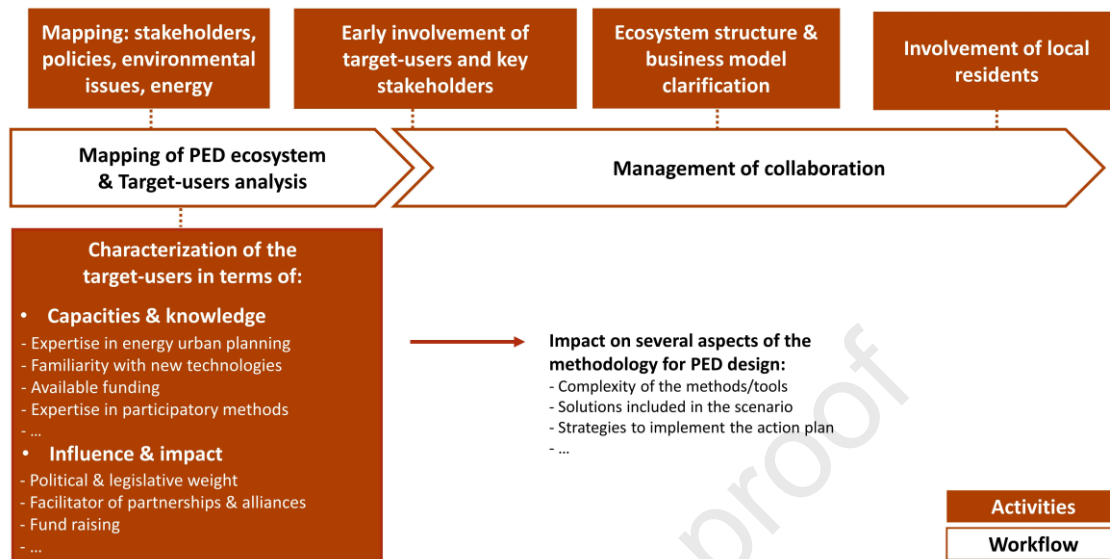 Mapping: stakeholders,
policies, environmental
issues, energy
Early involvement of
target-users and key
stakeholders
Ecosystem structure &
business model
clarification
Involvement of local
residents
Mapping of PED ecosystem
& Target-users analysis
Management of collaboration
Characterization of the
target-users in terms of:
• Capacities & knowledge
- Expertise in energy urban planning
- Familiarity with new technologies
- Available funding
- Expertise in participatory methods
- ...
• Influence & impact
- Political & legislative weight
- Facilitator of partnerships & alliances
- Fund raising
- ...
Impact on several aspects of the
methodology for PED design:
- Complexity of the methods/tools
- Solutions included in the scenario
- Strategies to implement the action plan
- ...
proof
Activities
Workflow